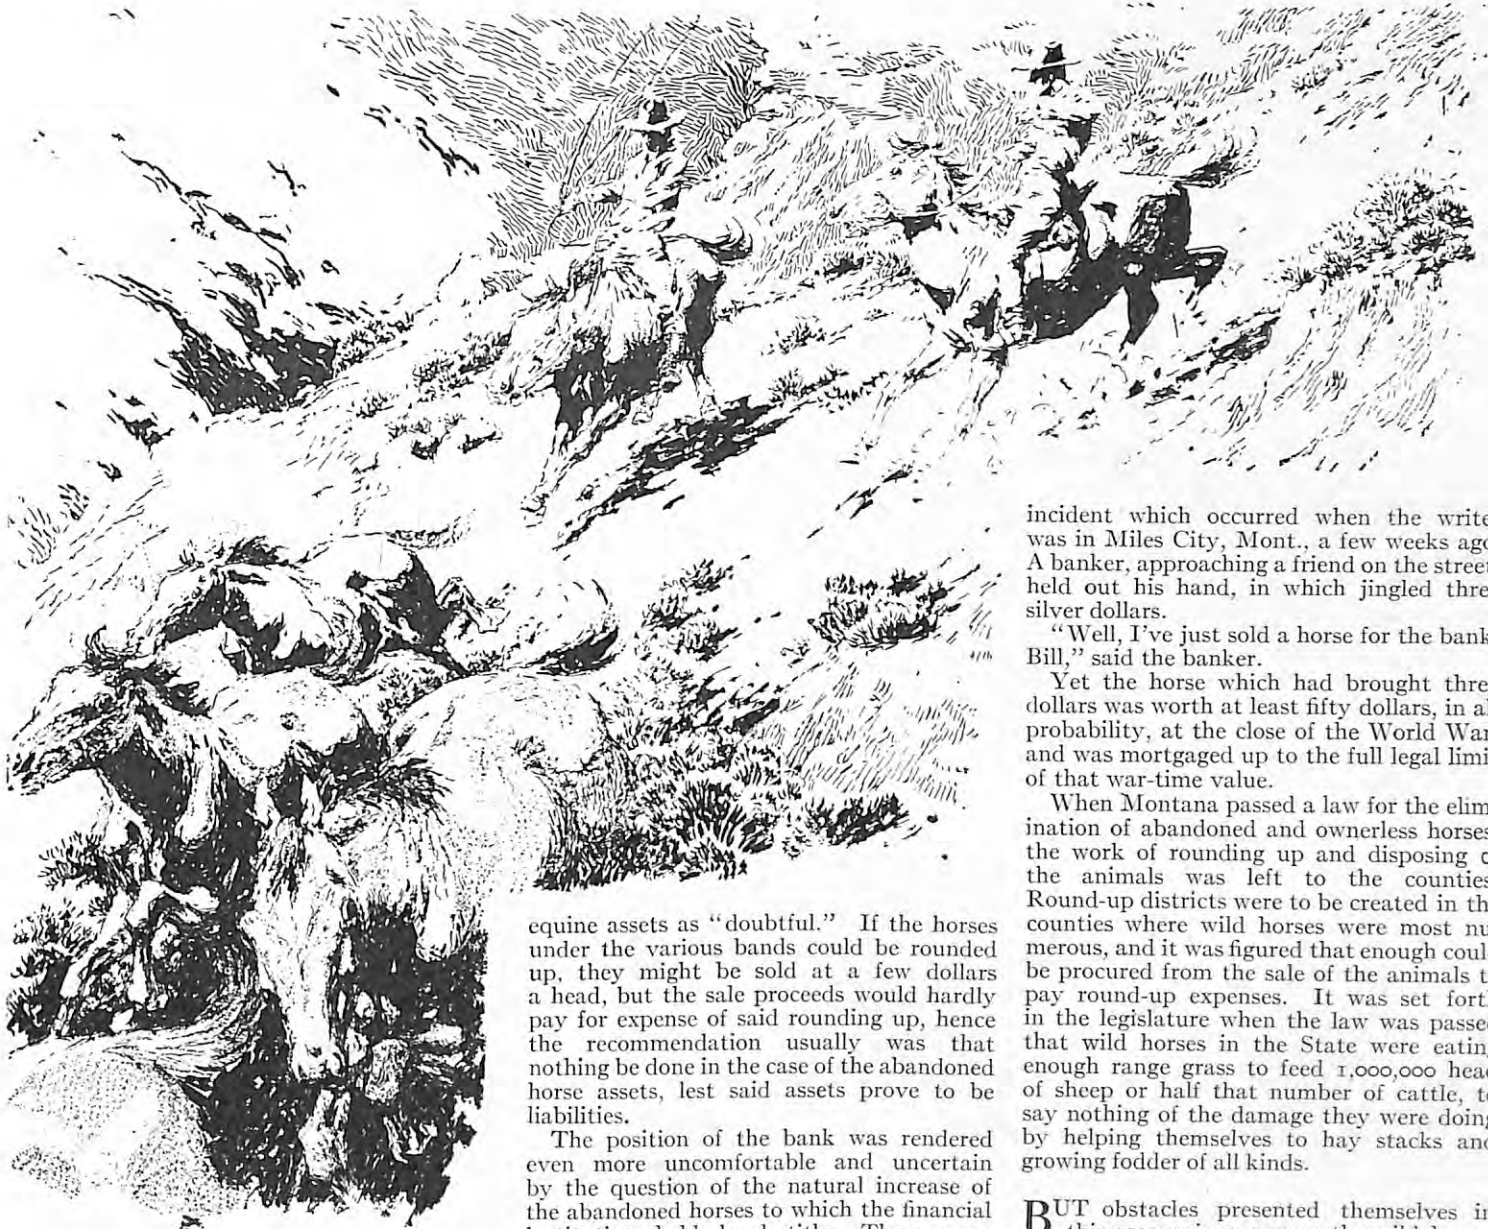 equine assets as "doubtful." If the horses
under the various bands could be rounded
up, they might be sold at a few dollars
a head, but the sale proceeds would hardly
pay for expense of said rounding up, hence
the recommendation usually was that
nothing be done in the case of the abandoned
horse assets, lest said assets prove to be
liabilities.
The position of the bank was rendered
even more uncomfortable and uncertain
by the question of the natural increase of
the abandoned horses to which the financial
incident which occurred when the write
was in Miles City, Mont., a few weeks ago
A banker, approaching a friend on the street
held out his hand, in which jingled thre
silver dollars.
"Well, I've just sold a horse for the bank
Bill," said the banker.
Yet the horse which had brought thre
dollars was worth at least fifty dollars, in al
probability, at the close of the World War
and was mortgaged up to the full legal limi
of that war-time value.
When Montana passed a law for the elim
ination of abandoned and ownerless horses
the work of rounding up and disposing o
the animals was left to the counties
Round-up districts were to be created in th
counties where wild horses were most nu
merous, and it was figured that enough coul
be procured from the sale of the animals t
pay round-up expenses. It was set fort
in the legislature when the law was passe
that wild horses in the State were eating
enough range grass to feed 1,000,000 head
of sheep or half that number of cattle, to
say nothing of the damage they were doing
by helping themselves to hay stacks and
growing fodder of all kinds.
BUT obstacles presented themselves in